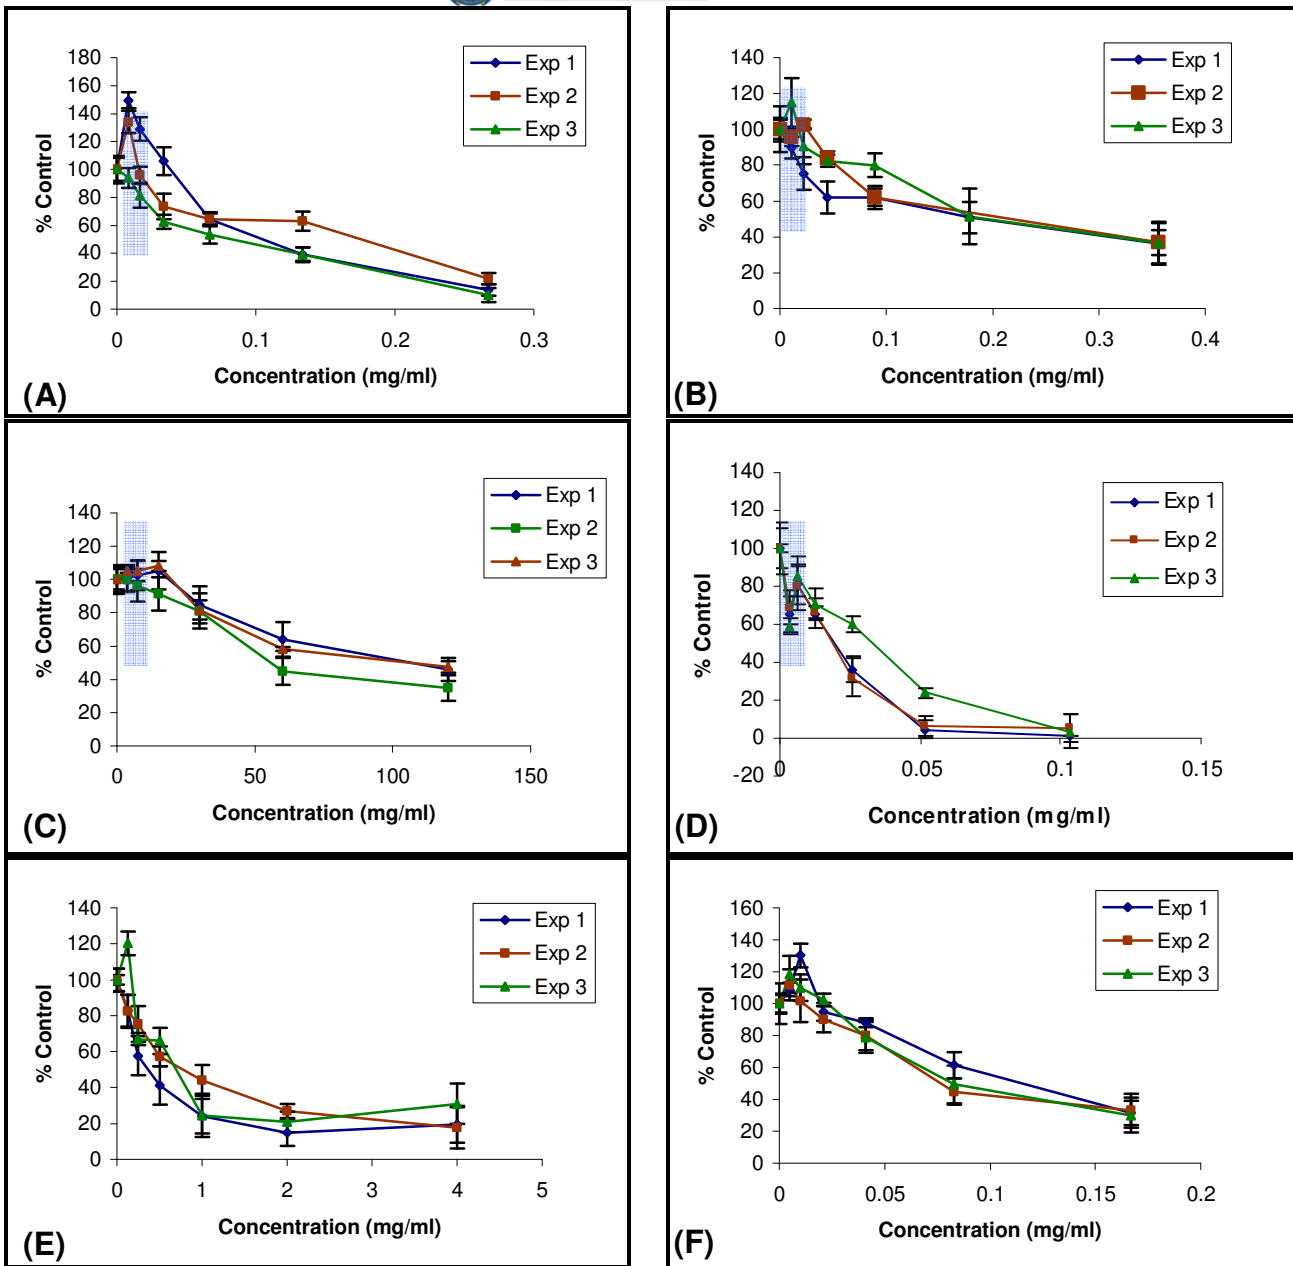 180
160
140
120
100
80
60
40
20
0
% Control
0 0.1 0.2 0.3
Concentration (mg/ml)
Exp 1
Exp 2
Exp 3
(A)
140
120
100
80
60
40
20
0
% Control
0 0.1 0.2 0.3 0.4
Concentration (mg/ml)
Exp 1
Exp 2
Exp 3
(B)
140
120
100
80
60
40
20
0
% Control
0 50 100 150
Concentration (mg/ml)
Exp 1
Exp 2
Exp 3
(C)
140
120
100
80
60
40
20
0
-20
% Control
0 0.05 0.1 0.15
Concentration (mg/ml)
Exp 1
Exp 2
Exp 3
(D)
140
120
100
80
60
40
20
0
% Control
0 1 2 3 4 5
Concentration (mg/ml)
Exp 1
Exp 2
Exp 3
(E)
160
140
120
100
80
60
40
20
0
% Control
0 0.05 0.1 0.15 0.2
Concentration (mg/ml)
Exp 1
Exp 2
Exp 3
(F)